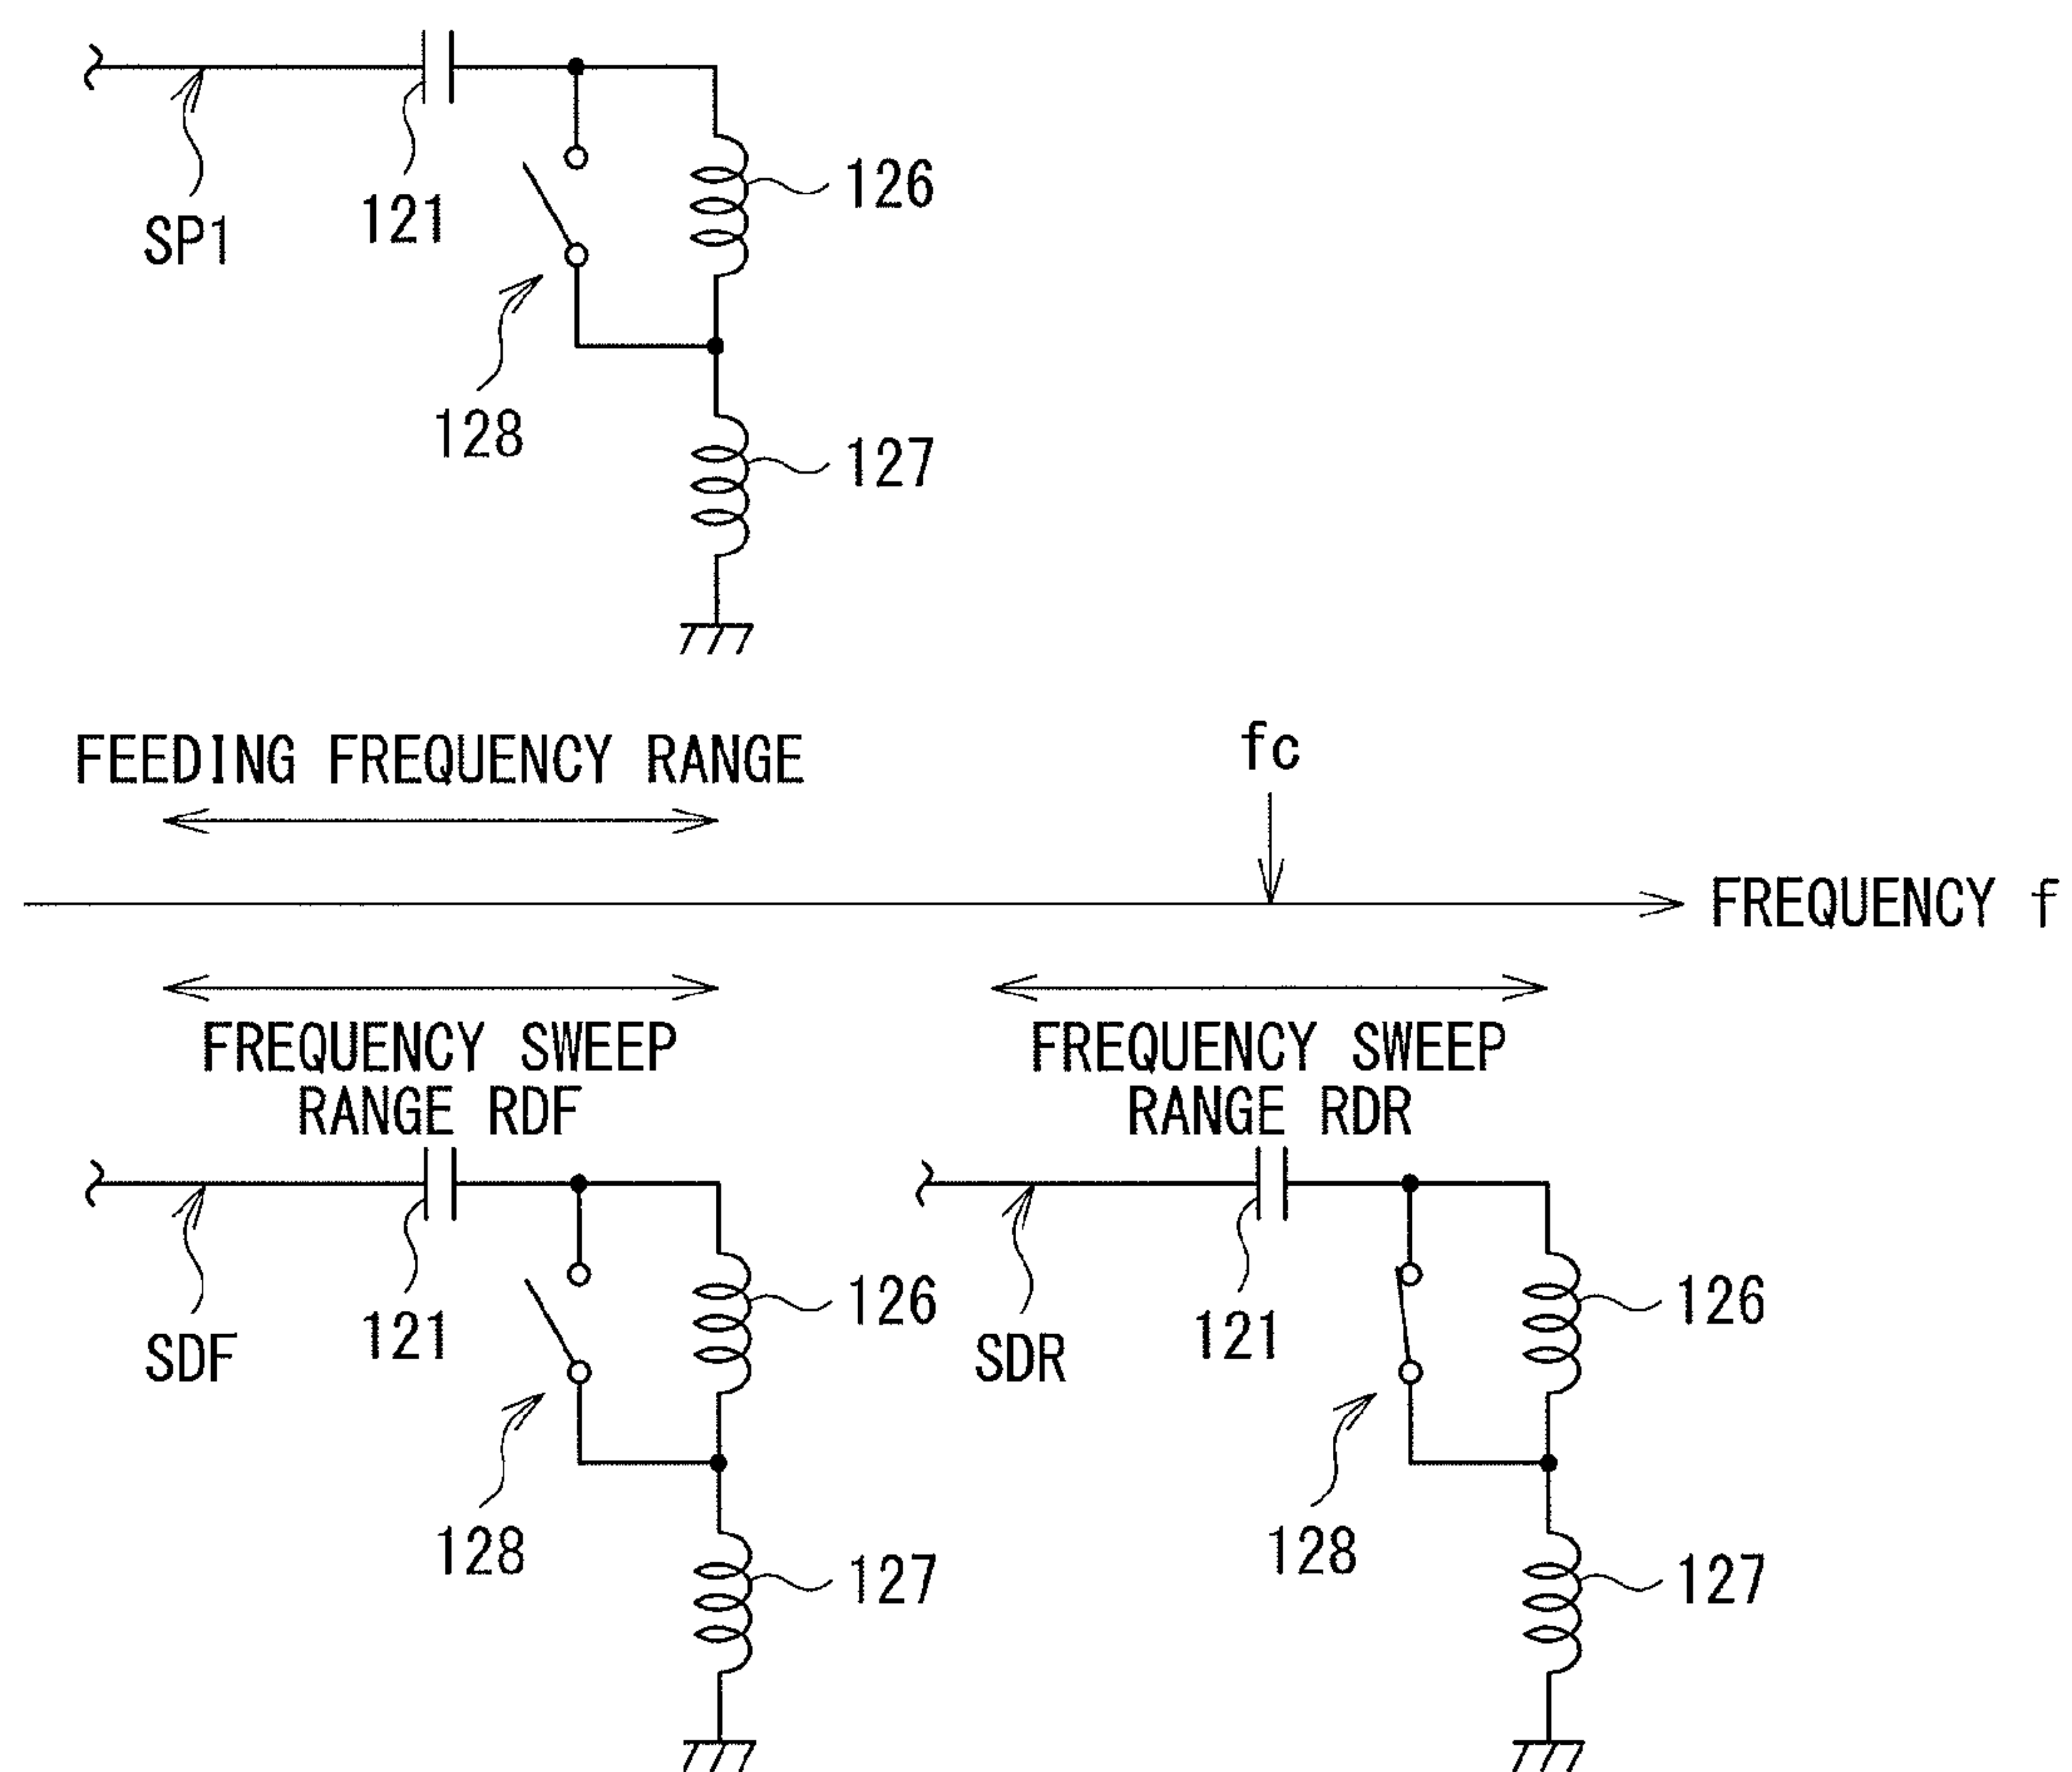 126
121
SP1
128
127
FEEDING FREQUENCY RANGE
fc
FREQUENCY f
FREQUENCY SWEEP
RANGE RDF
FREQUENCY SWEEP
RANGE RDR
126
SDF
121
128
127
126
SDR
121
128
127